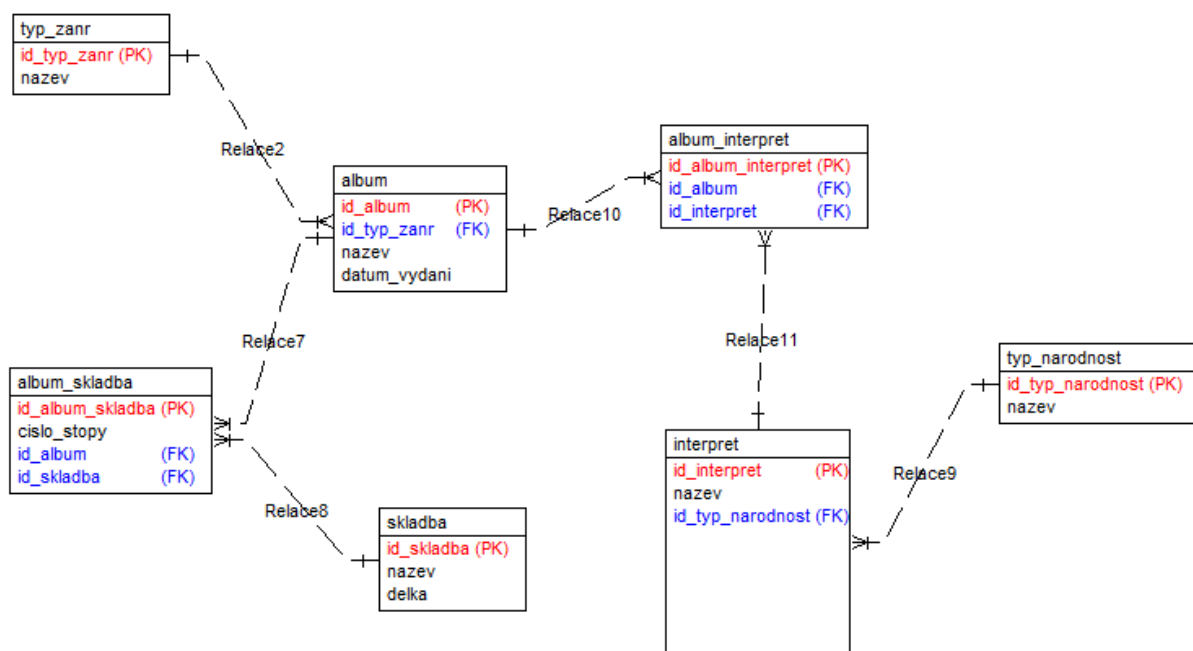 typ_zanr
id_typ_zanr (PK)
nazev
Relace2
album
id_album (PK)
id_typ_zanr (FK)
nazev
datum_vydani
Relace10
album_interpret
id_album_interpret (PK)
id_album (FK)
id_interpret (FK)
Relace7
Relace11
album_skladba
id_album_skladba (PK)
cislo_stopy
id_album (FK)
id_skladba (FK)
Relace8
skladba
id_skladba (PK)
nazev
delka
interpret
id_interpret (PK)
nazev
id_typ_narodnost (FK)
Relace9
typ_narodnost
id_typ_narodnost (PK)
nazev